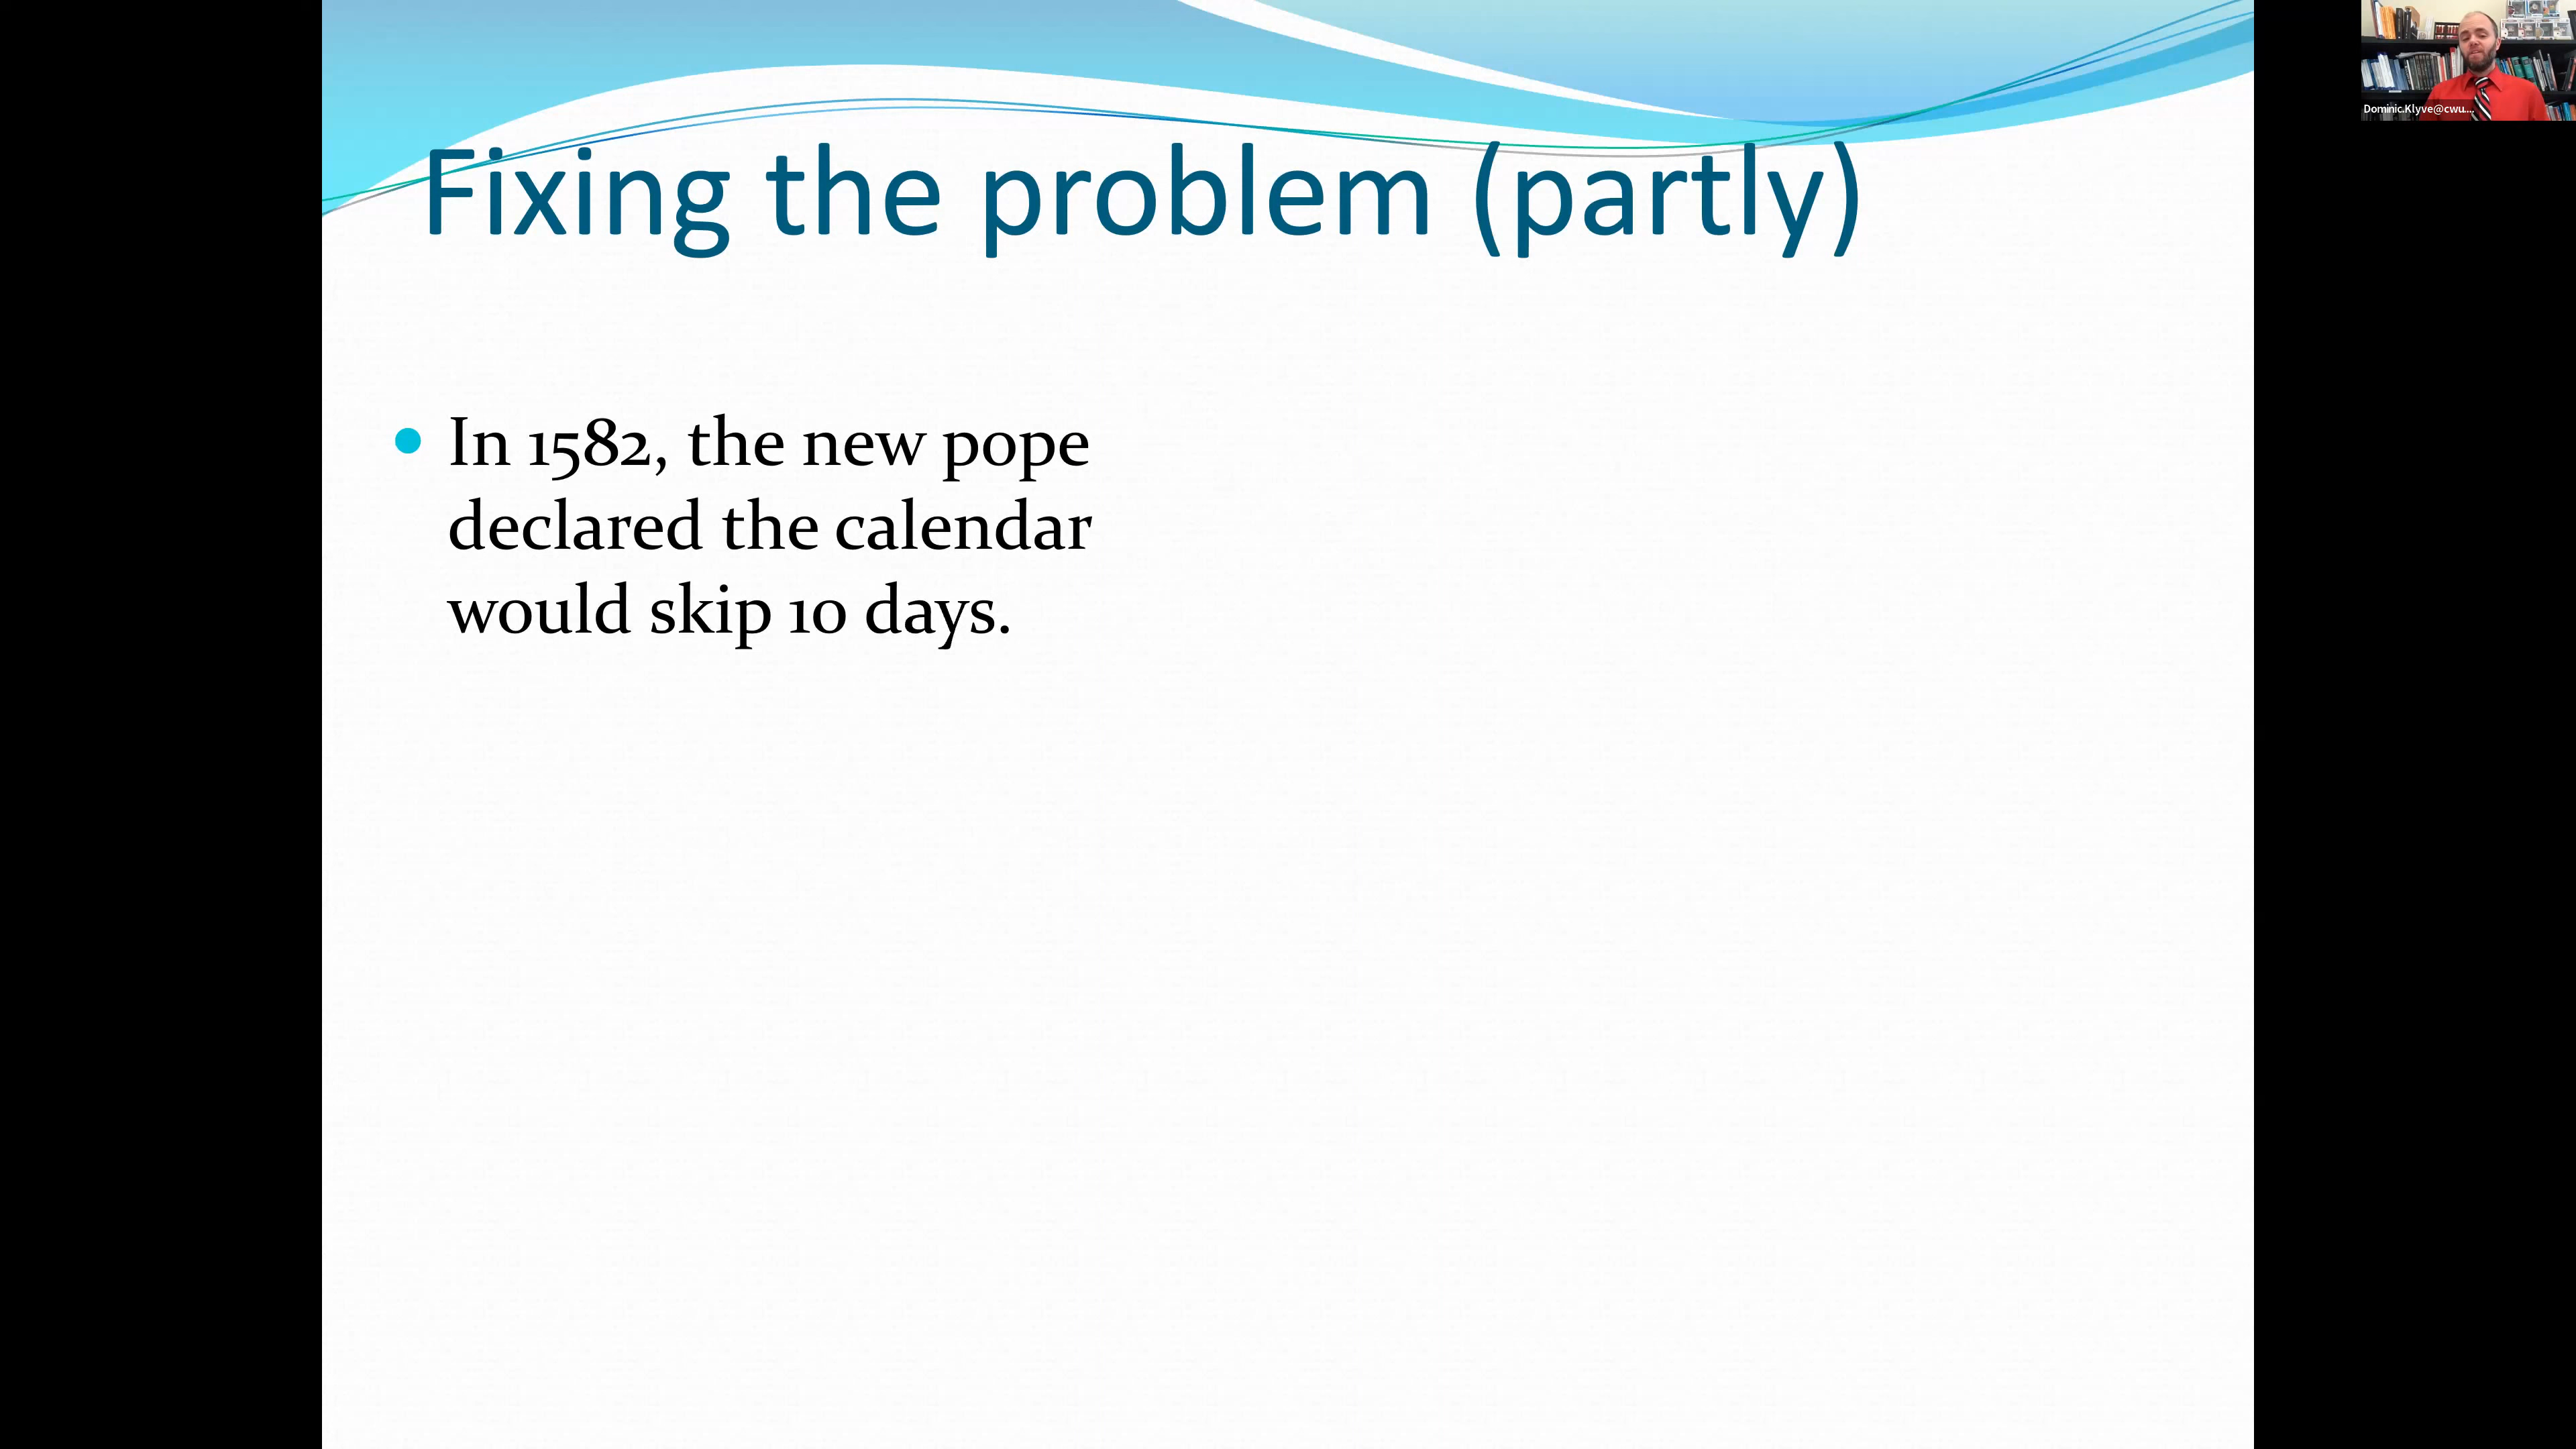 Fixing the problem (partly)
Dominic.Klyve@cwu....
In 1582, the new pope
declared the calendar
would skip 10 days.